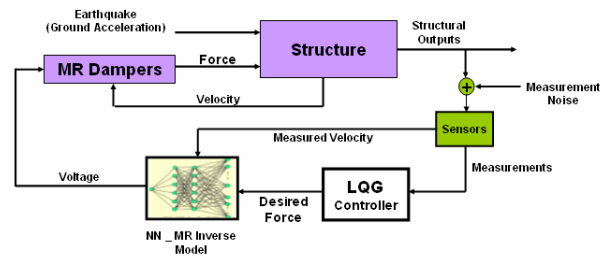 Earthquake
(Ground Acceleration)
Structural
Outputs
Structure
MR Dampers
Force
Velocity
+
Measurement
Noise
Sensors
Measured Velocity
Measurements
Voltage
Desired
Force
LQG
Controller
NN _ MR Inverse
Model